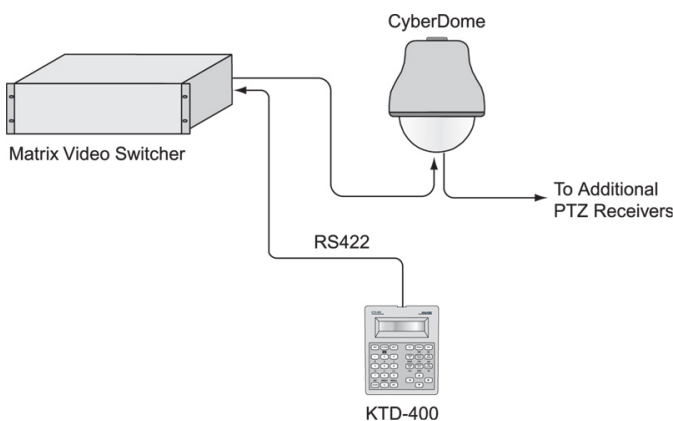 CyberDome
Matrix Video Switcher
To Additional
PTZ Receivers
RS422
KTD-400